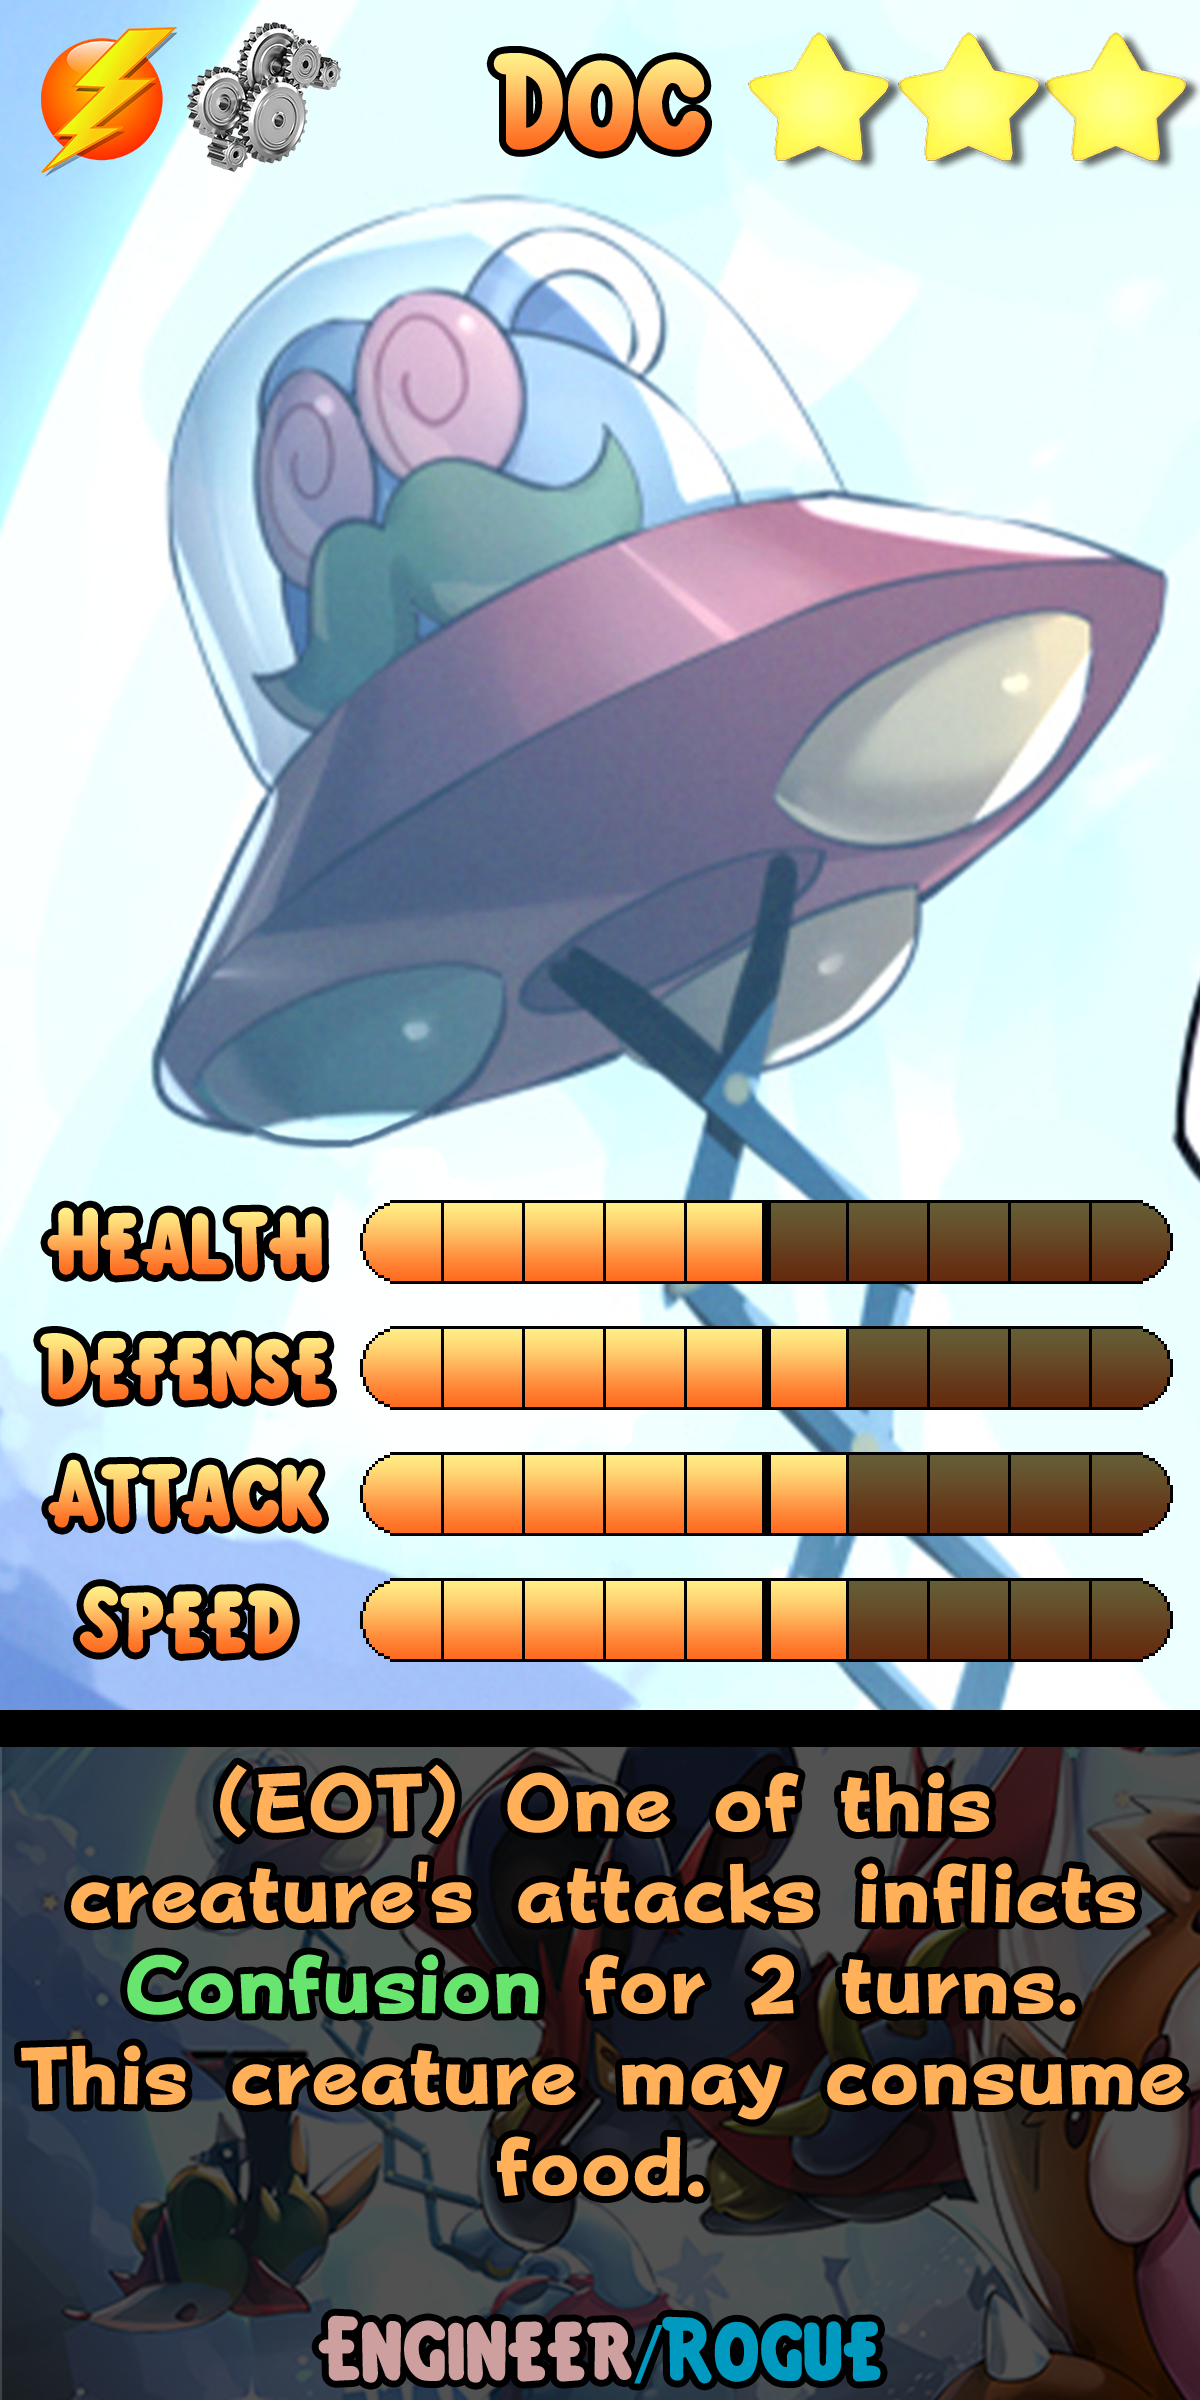 DOC
HEALTH
DEFENSE
ATTACK
SPEED
(EOT) One of this
creature's attacks inflicts
Confusion for 2 turns.
This creature may consume
food.
ENGINEER/ROGUE